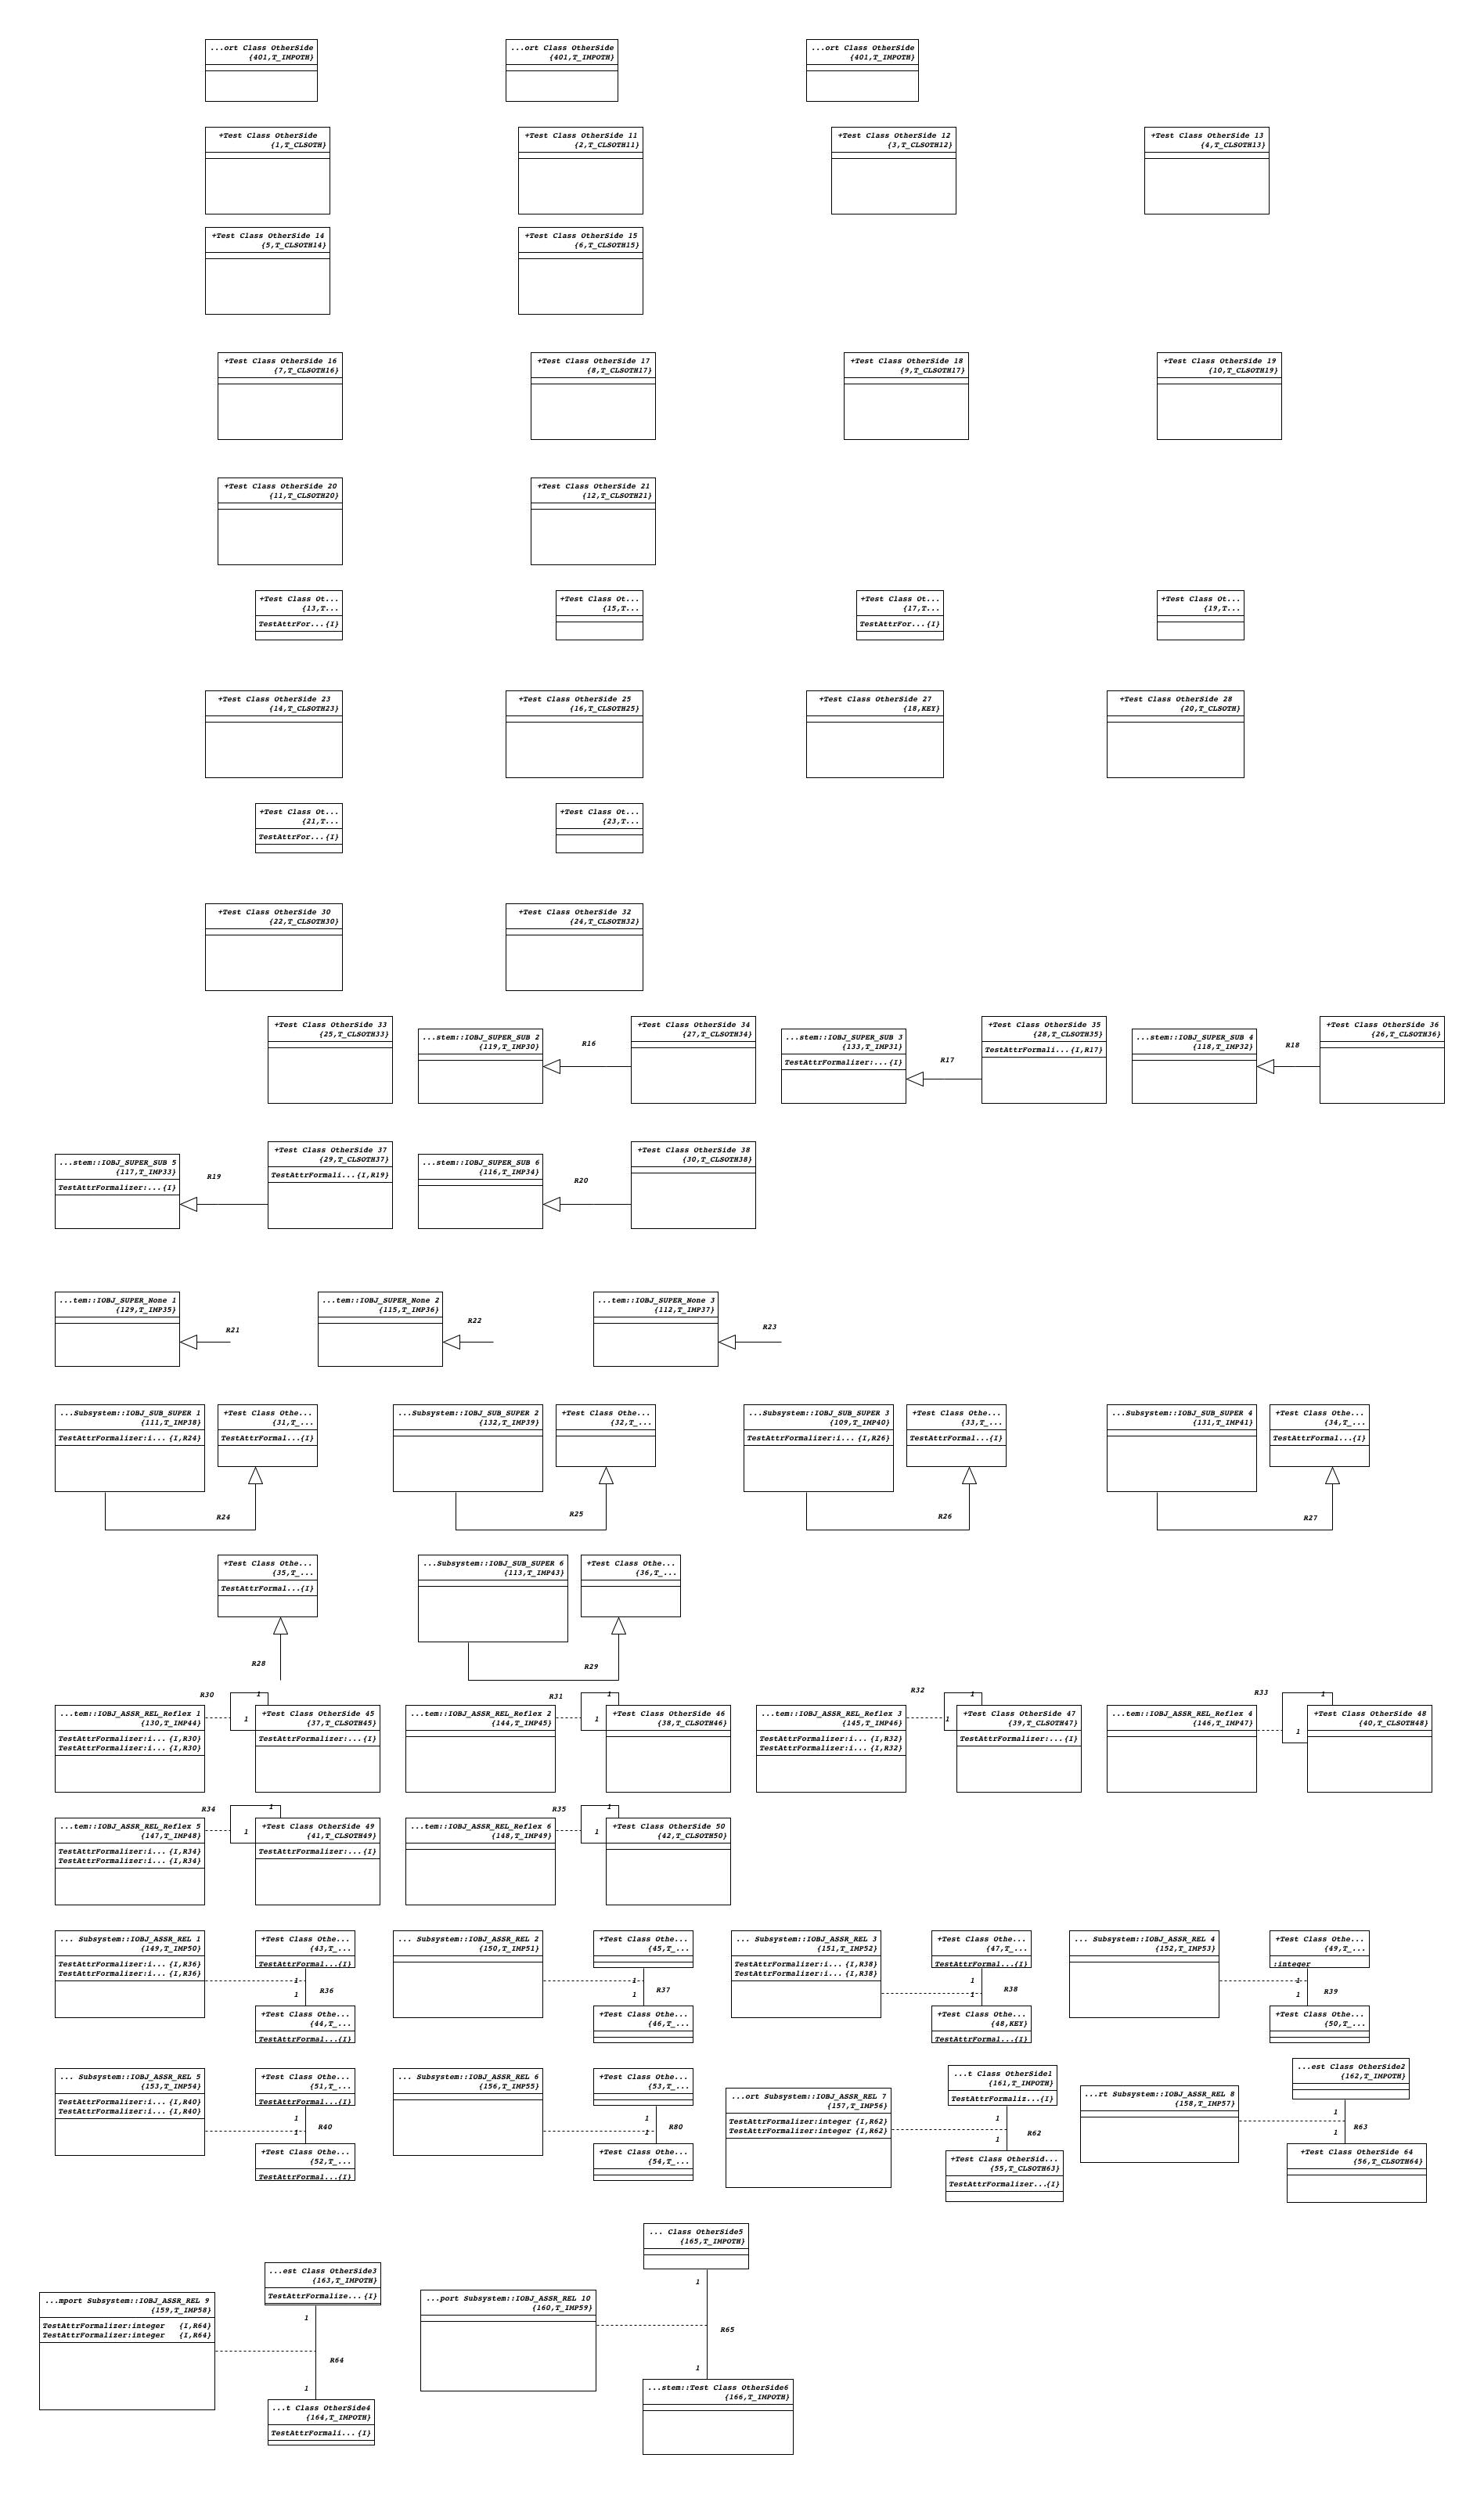 ...ort Class OtherSide
{401,T_IMPOTH}
...ort Class OtherSide
{401,T_IMPOTH}
...ort Class OtherSide
{401,T_IMPOTH}
+Test Class OtherSide
{1,T_CLSOTH}
+Test Class OtherSide 11
{2,T_CLSOTH11}
+Test Class OtherSide 12
{3,T_CLSOTH12}
+Test Class OtherSide 13
{4,T_CLSOTH13}
+Test Class OtherSide 14
{5,T_CLSOTH14}
+Test Class OtherSide 15
{6,T_CLSOTH15}
+Test Class OtherSide 16
{7,T_CLSOTH16}
+Test Class OtherSide 17
{8,T_CLSOTH17}
+Test Class OtherSide 18
{9,T_CLSOTH17}
+Test Class OtherSide 19
{10,T_CLSOTH19}
+Test Class OtherSide 20
{11,T_CLSOTH20}
+Test Class OtherSide 21
{12,T_CLSOTH21}
+Test Class Ot...
{13,T...
TestAttrFor...{I}
+Test Class Ot...
{15,T...
+Test Class Ot...
{17,T...
TestAttrFor...{I}
+Test Class Ot...
{19,T...
+Test Class OtherSide 23
{14,T_CLSOTH23}
+Test Class OtherSide 25
{16,T_CLSOTH25}
+Test Class OtherSide 27
{18,KEY}
+Test Class OtherSide 28
{20,T_CLSOTH}
+Test Class Ot...
{21,T...
TestAttrFor...{I}
+Test Class Ot...
{23,T...
+Test Class OtherSide 30
{22,T_CLSOTH30}
+Test Class OtherSide 32
{24,T_CLSOTH32}
+Test Class OtherSide 33
{25,T_CLSOTH33}
...stem::IOBJ_SUPER_SUB 2
{119,T_IMP30}
R16
+Test Class OtherSide 34
{27,T_CLSOTH34}
...stem::IOBJ_SUPER_SUB 3
{133,T_IMP31}
TestAttrFormalizer:...{I}
R17
+Test Class OtherSide 35
{28,T_CLSOTH35}
TestAttrFormali...{I,R17}
...stem::IOBJ_SUPER_SUB 4
{118,T_IMP32}
R18
+Test Class OtherSide 36
{26,T_CLSOTH36}
...stem::IOBJ_SUPER_SUB 5
{117,T_IMP33}
TestAttrFormalizer:...{I}
R19
+Test Class OtherSide 37
{29,T_CLSOTH37}
TestAttrFormali...{I,R19}
...stem::IOBJ_SUPER_SUB 6
{116,T_IMP34}
R20
+Test Class OtherSide 38
{30,T_CLSOTH38}
...tem::IOBJ_SUPER_None 1
{129,T_IMP35}
R21
...tem::IOBJ_SUPER_None 2
{115,T_IMP36}
R22
...tem::IOBJ_SUPER_None 3
{112,T_IMP37}
R23
...Subsystem::IOBJ_SUB_SUPER 1
{111,T_IMP38}
TestAttrFormalizer:i... {I,R24}
+Test Class Othe...
{31,T_...
TestAttrFormal...{I}
R24
...Subsystem::IOBJ_SUB_SUPER 2
{132,T_IMP39}
+Test Class Othe...
{32,T_...
R25
...Subsystem::IOBJ_SUB_SUPER 3
{109,T_IMP40}
TestAttrFormalizer:i... {I,R26}
+Test Class Othe...
{33,T_...
TestAttrFormal...{I}
R26
...Subsystem::IOBJ_SUB_SUPER 4
{131,T_IMP41}
+Test Class Othe...
{34,T_...
TestAttrFormal...{I}
R27
+Test Class Othe...
{35,T_...
TestAttrFormal...{I}
R28
...Subsystem::IOBJ_SUB_SUPER 6
{113,T_IMP43}
+Test Class Othe...
{36,T_...
R29
R30
1
1
...tem::IOBJ_ASSR_REL_Reflex 1
{130,T_IMP44}
TestAttrFormalizer:i... {I,R30}
TestAttrFormalizer:i... {I,R30}
+Test Class OtherSide 45
{37,T_CLSOTH45}
TestAttrFormalizer:...{I}
R31
1
1
...tem::IOBJ_ASSR_REL_Reflex 2
{144,T_IMP45}
+Test Class OtherSide 46
{38,T_CLSOTH46}
R32
1
1
...tem::IOBJ_ASSR_REL_Reflex 3
{145,T_IMP46}
TestAttrFormalizer:i... {I,R32}
TestAttrFormalizer:i... {I,R32}
+Test Class OtherSide 47
{39,T_CLSOTH47}
TestAttrFormalizer:...{I}
R33
1
1
...tem::IOBJ_ASSR_REL_Reflex 4
{146,T_IMP47}
+Test Class OtherSide 48
{40,T_CLSOTH48}
R34
1
1
...tem::IOBJ_ASSR_REL_Reflex 5
{147,T_IMP48}
TestAttrFormalizer:i... {I,R34}
TestAttrFormalizer:i... {I,R34}
+Test Class OtherSide 49
{41,T_CLSOTH49}
TestAttrFormalizer:...{I}
R35
1
1
...tem::IOBJ_ASSR_REL_Reflex 6
{148,T_IMP49}
+Test Class OtherSide 50
{42,T_CLSOTH50}
... Subsystem::IOBJ_ASSR_REL 1
{149,T_IMP50}
TestAttrFormalizer:i... {I,R36}
TestAttrFormalizer:i... {I,R36}
+Test Class Othe...
{43,T_...
TestAttrFormal...{I}
1
1
R36
+Test Class Othe...
{44,T_...
TestAttrFormal...{I}
... Subsystem::IOBJ_ASSR_REL 2
{150,T_IMP51}
+Test Class Othe...
{45,T_...
1
1
R37
+Test Class Othe...
{46,T_...
... Subsystem::IOBJ_ASSR_REL 3
{151,T_IMP52}
TestAttrFormalizer:i... {I,R38}
TestAttrFormalizer:i... {I,R38}
+Test Class Othe...
{47,T_...
TestAttrFormal...{I}
1
1
R38
+Test Class Othe...
{48,KEY}
TestAttrFormal...{I}
... Subsystem::IOBJ_ASSR_REL 4
{152,T_IMP53}
+Test Class Othe...
{49,T_...
:integer
1
1
R39
+Test Class Othe...
{50,T_...
... Subsystem::IOBJ_ASSR_REL 5
{153,T_IMP54}
TestAttrFormalizer:i... {I,R40}
TestAttrFormalizer:i... {I,R40}
+Test Class Othe...
{51,T_...
TestAttrFormal...{I}
1
1
R40
+Test Class Othe...
{52,T_...
TestAttrFormal...{I}
... Subsystem::IOBJ_ASSR_REL 6
{156,T_IMP55}
+Test Class Othe...
{53,T_...
1
1
R80
+Test Class Othe...
{54,T_...
...ort Subsystem::IOBJ_ASSR_REL 7
{157,T_IMP56}
TestAttrFormalizer:integer {I,R62}
TestAttrFormalizer:integer {I,R62}
...t Class OtherSide1
{161,T_IMPOTH}
TestAttrFormaliz...{I}
1
1
R62
+Test Class OtherSid...
{55,T_CLSOTH63}
TestAttrFormalizer...{I}
...rt Subsystem::IOBJ_ASSR_REL 8
{158,T_IMP57}
...est Class OtherSide2
{162,T_IMPOTH}
1
1
R63
+Test Class OtherSide 64
{56,T_CLSOTH64}
...mport Subsystem::IOBJ_ASSR_REL 9
{159,T_IMP58}
TestAttrFormalizer:integer {I,R64}
TestAttrFormalizer:integer {I,R64}
...est Class OtherSide3
{163,T_IMPOTH}
TestAttrFormalize...{I}
1
R64
1
...t Class OtherSide4
{164,T_IMPOTH}
TestAttrFormali...{I}
... Class OtherSide5
{165,T_IMPOTH}
...port Subsystem::IOBJ_ASSR_REL 10
{160,T_IMP59}
1
R65
1
...stem::Test Class OtherSide6
{166,T_IMPOTH}